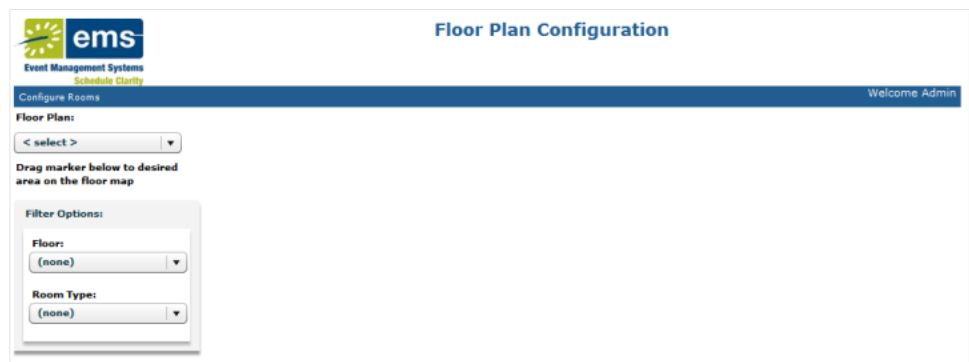 ems
Event Management Systems
Schedule Clarity
Floor Plan Configuration
Configure Rooms
Welcome Admin
Floor Plan:
< select >
Drag marker below to desired
area on the floor map
Filter Options:
Floor:
(none)
Room Type:
(none)